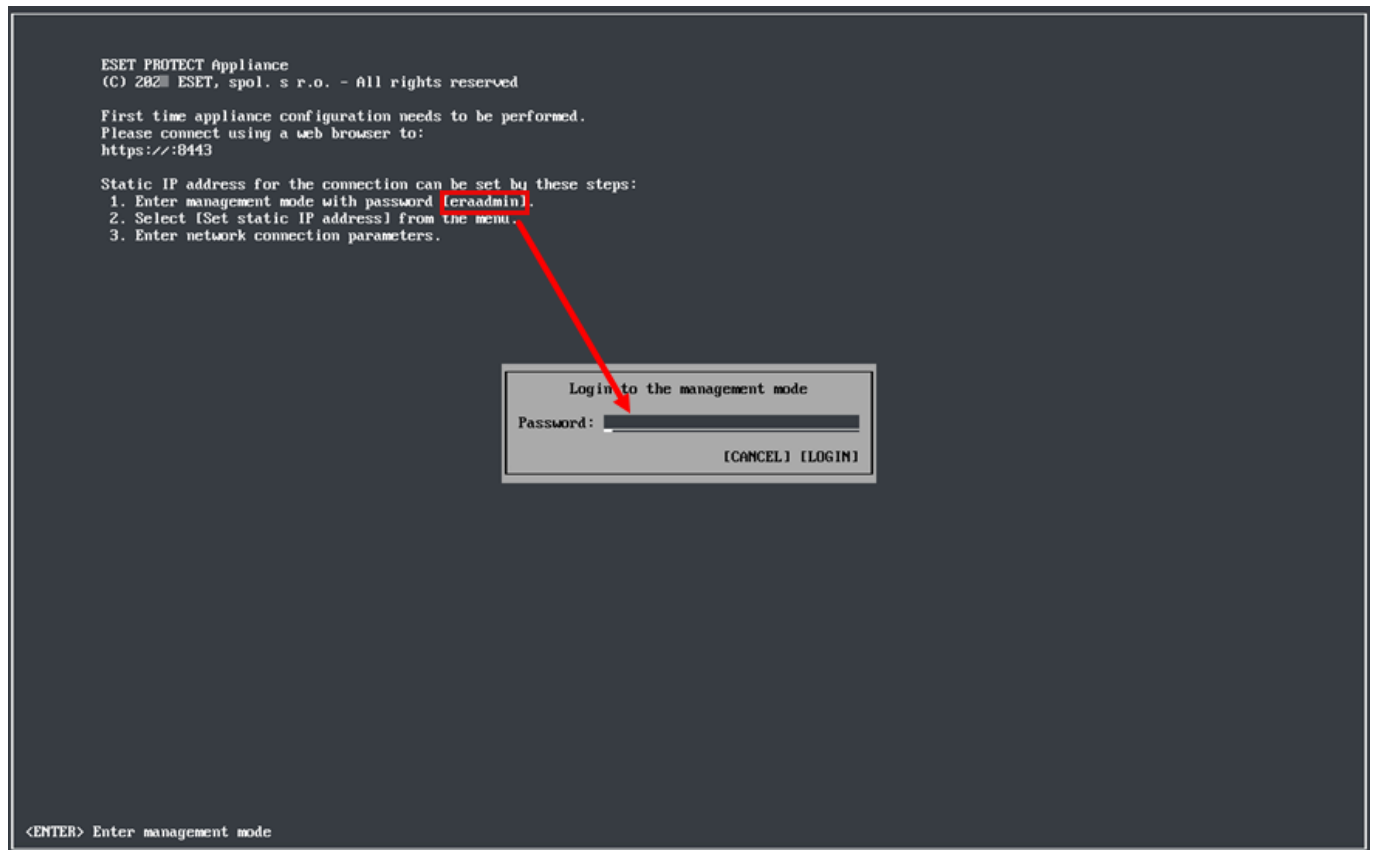 ESET PROTECT Appliance
(C) 202 ESET, spol. s r.o. - All rights reserved
First time appliance configuration needs to be performed.
Please connect using a web browser to:
https://:8443
Static IP address for the connection can be set by these steps:
1. Enter management mode with password [eraadmin].
2. Select [Set static IP address] from the menu.
3. Enter network connection parameters.
Login to the management mode
Password:
[CANCEL] [LOGIN]
<ENTER> Enter management mode